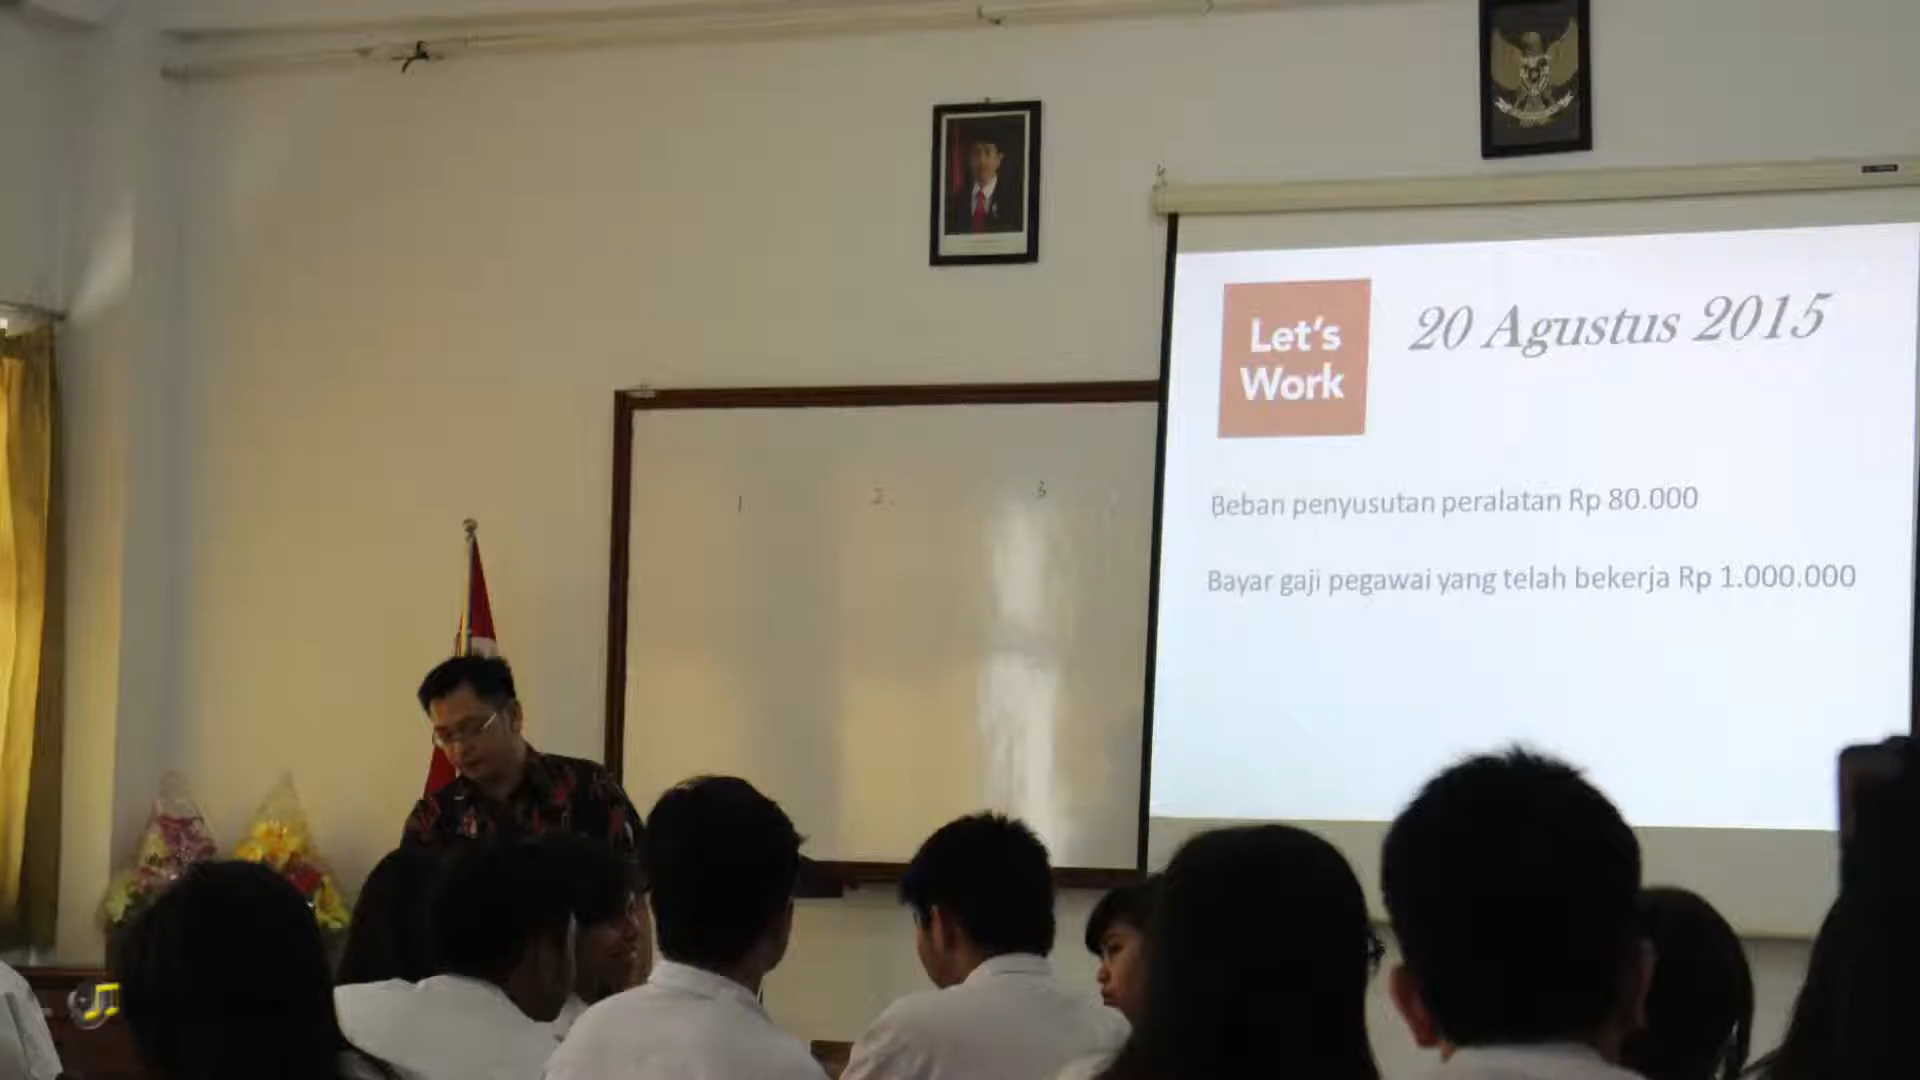 1 2. 3
Let's
Work
20 Agustus 2015
Beban penyusutan peralatan Rp 80.000
Bayar gaji pegawai yang telah bekerja Rp 1.000.000